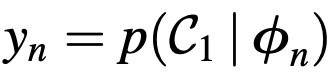 yₙ = p(𝒞₁ | 𝝓ₙ)